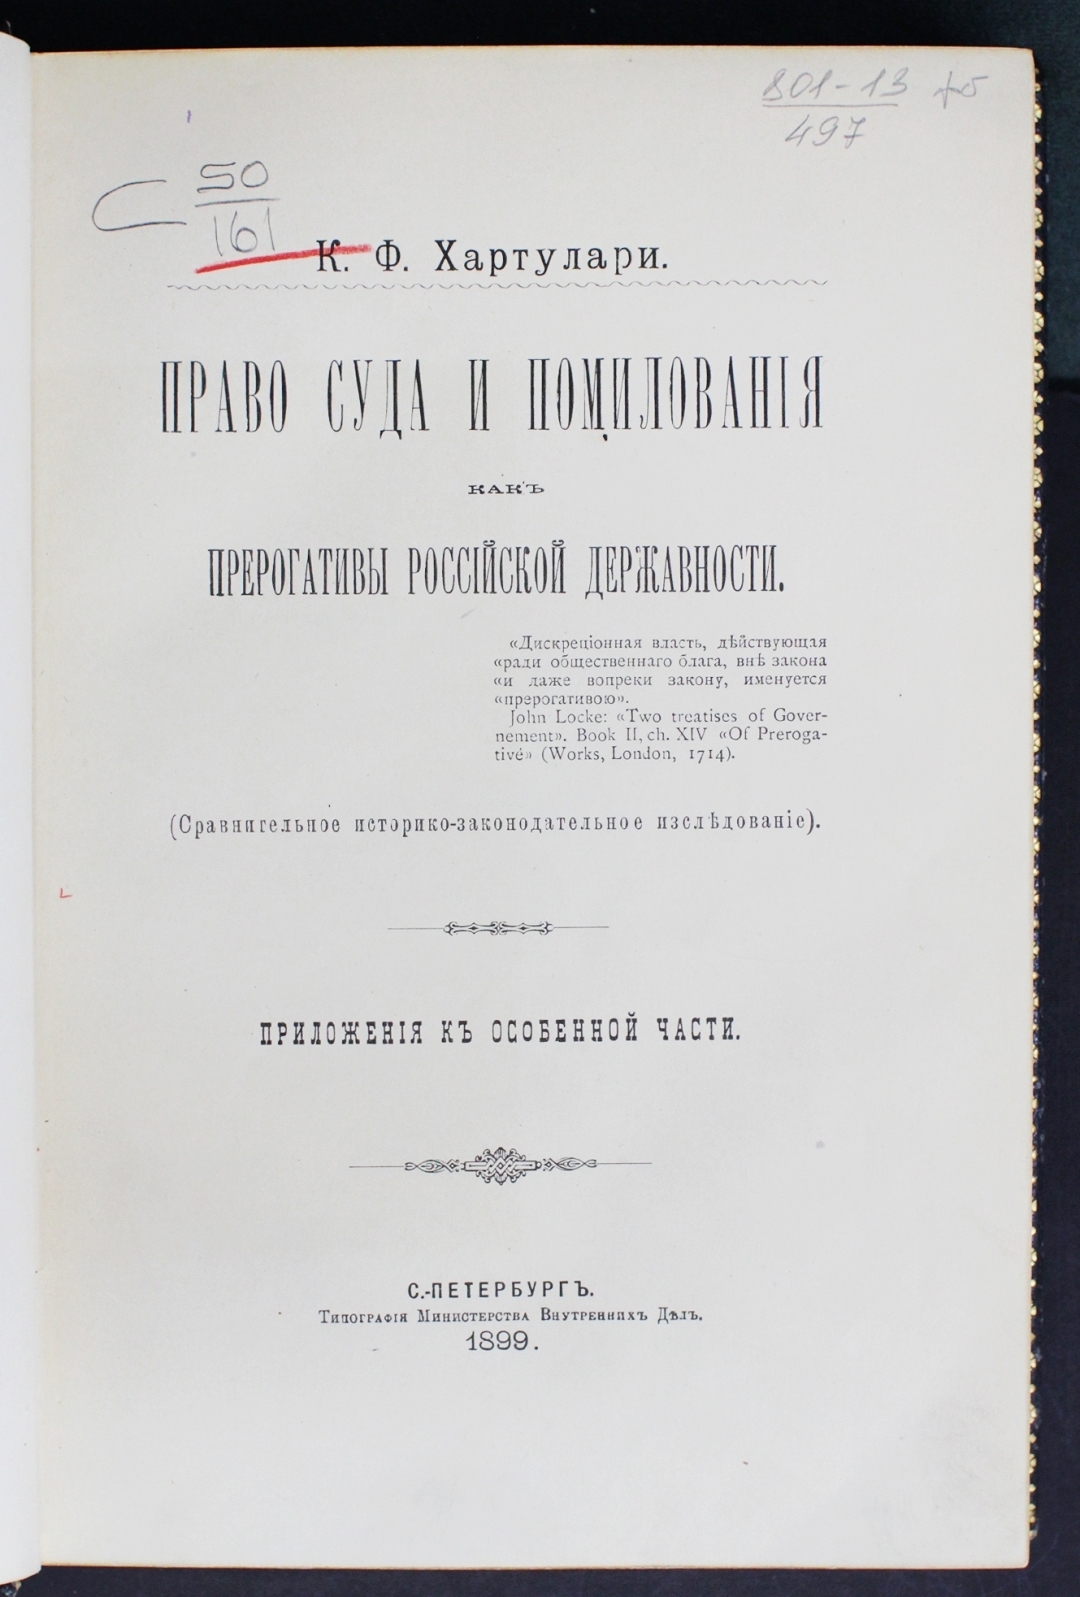 801-13
497
С 50
161
К. Ф. Хартулари.
ПРАВО СУДА И ПОМИЛОВАНІЯ
КАКЪ
ПРЕРОГАТИВЫ РОССІЙСКОЙ ДЕРЖАВНОСТИ.
«Дискреціонная власть, дѣйствующая
«ради общественнаго блага, внѣ закона
«и даже вопреки закону, именуется
«прерогативою».
John Locke: «Two treatises of Gover-
nement». Book II, ch. XIV «Of Preroga-
tivé» (Works, London, 1714).
(Сравнительное историко-законодательное изслѣдованіе).
ПРИЛОЖЕНІЯ КЪ ОСОБЕННОЙ ЧАСТИ.
С.-ПЕТЕРБУРГЪ.
Типографія Министерства Внутреннихъ Дѣлъ.
1899.